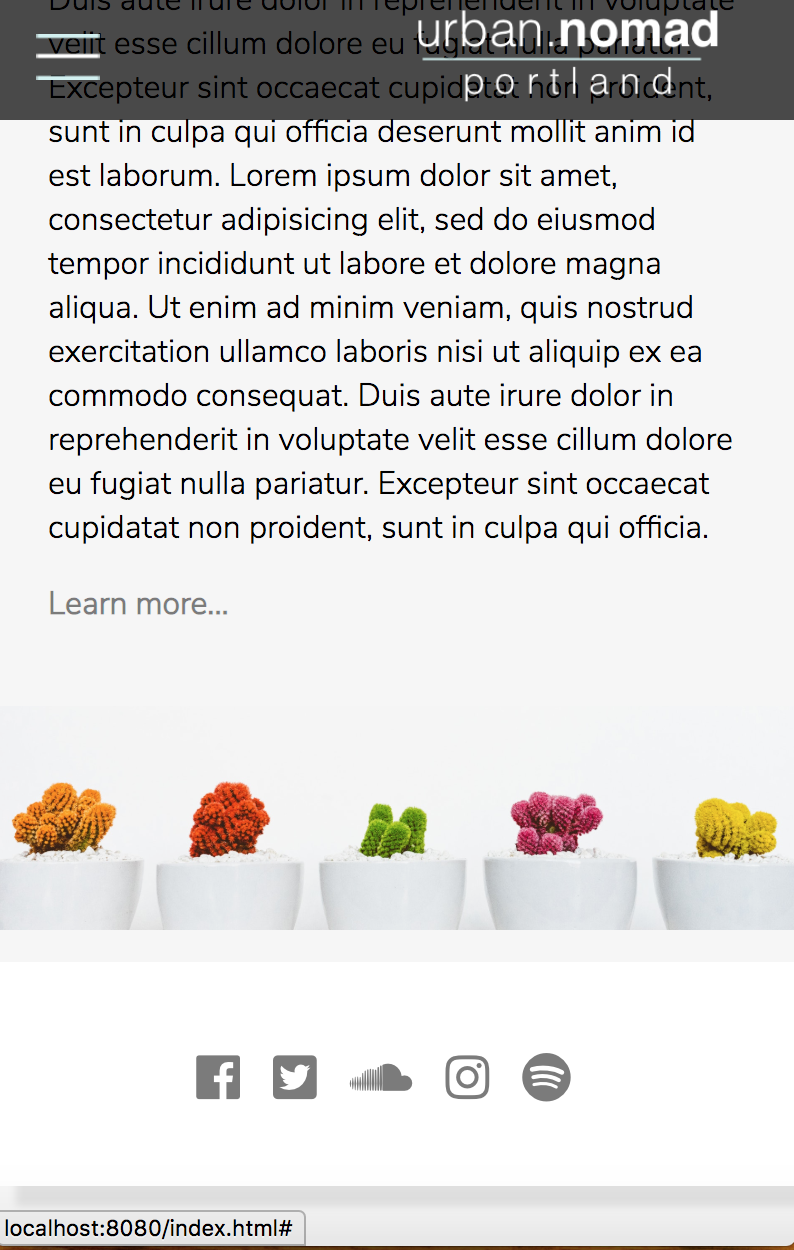 Duis aute irure dolor in reprehenderit in voluptate
velit esse cillum dolore eu fugiat nulla pariatur.
Excepteur sint occaecat cupidatat non proident,
urban.nomad
portland
sunt in culpa qui officia deserunt mollit anim id
est laborum. Lorem ipsum dolor sit amet,
consectetur adipisicing elit, sed do eiusmod
tempor incididunt ut labore et dolore magna
aliqua. Ut enim ad minim veniam, quis nostrud
exercitation ullamco laboris nisi ut aliquip ex ea
commodo consequat. Duis aute irure dolor in
reprehenderit in voluptate velit esse cillum dolore
eu fugiat nulla pariatur. Excepteur sint occaecat
cupidatat non proident, sunt in culpa qui officia.
Learn more...
localhost:8080/index.html#